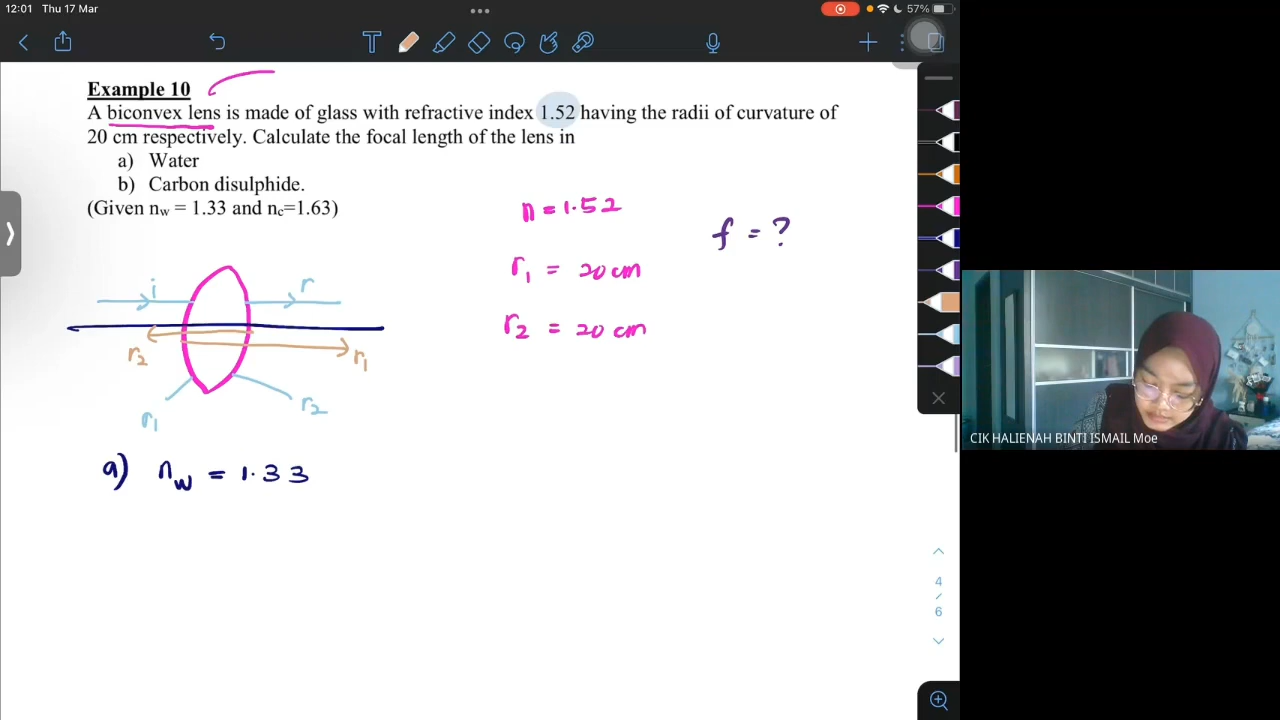 12:01 Thu 17 Mar
57%
T
Example 10
A biconvex lens is made of glass with refractive index 1.52 having the radii of curvature of
20 cm respectively. Calculate the focal length of the lens in
a) Water
b) Carbon disulphide.
(Given nw = 1.33 and nc=1.63)
n = 1.52
f = ?
r1 = 20 cm
r2 = 20 cm
i
r
r2
r1
r1
r2
a) nw = 1.33
CIK HALIENAH BINTI ISMAIL Moe
4
/
6